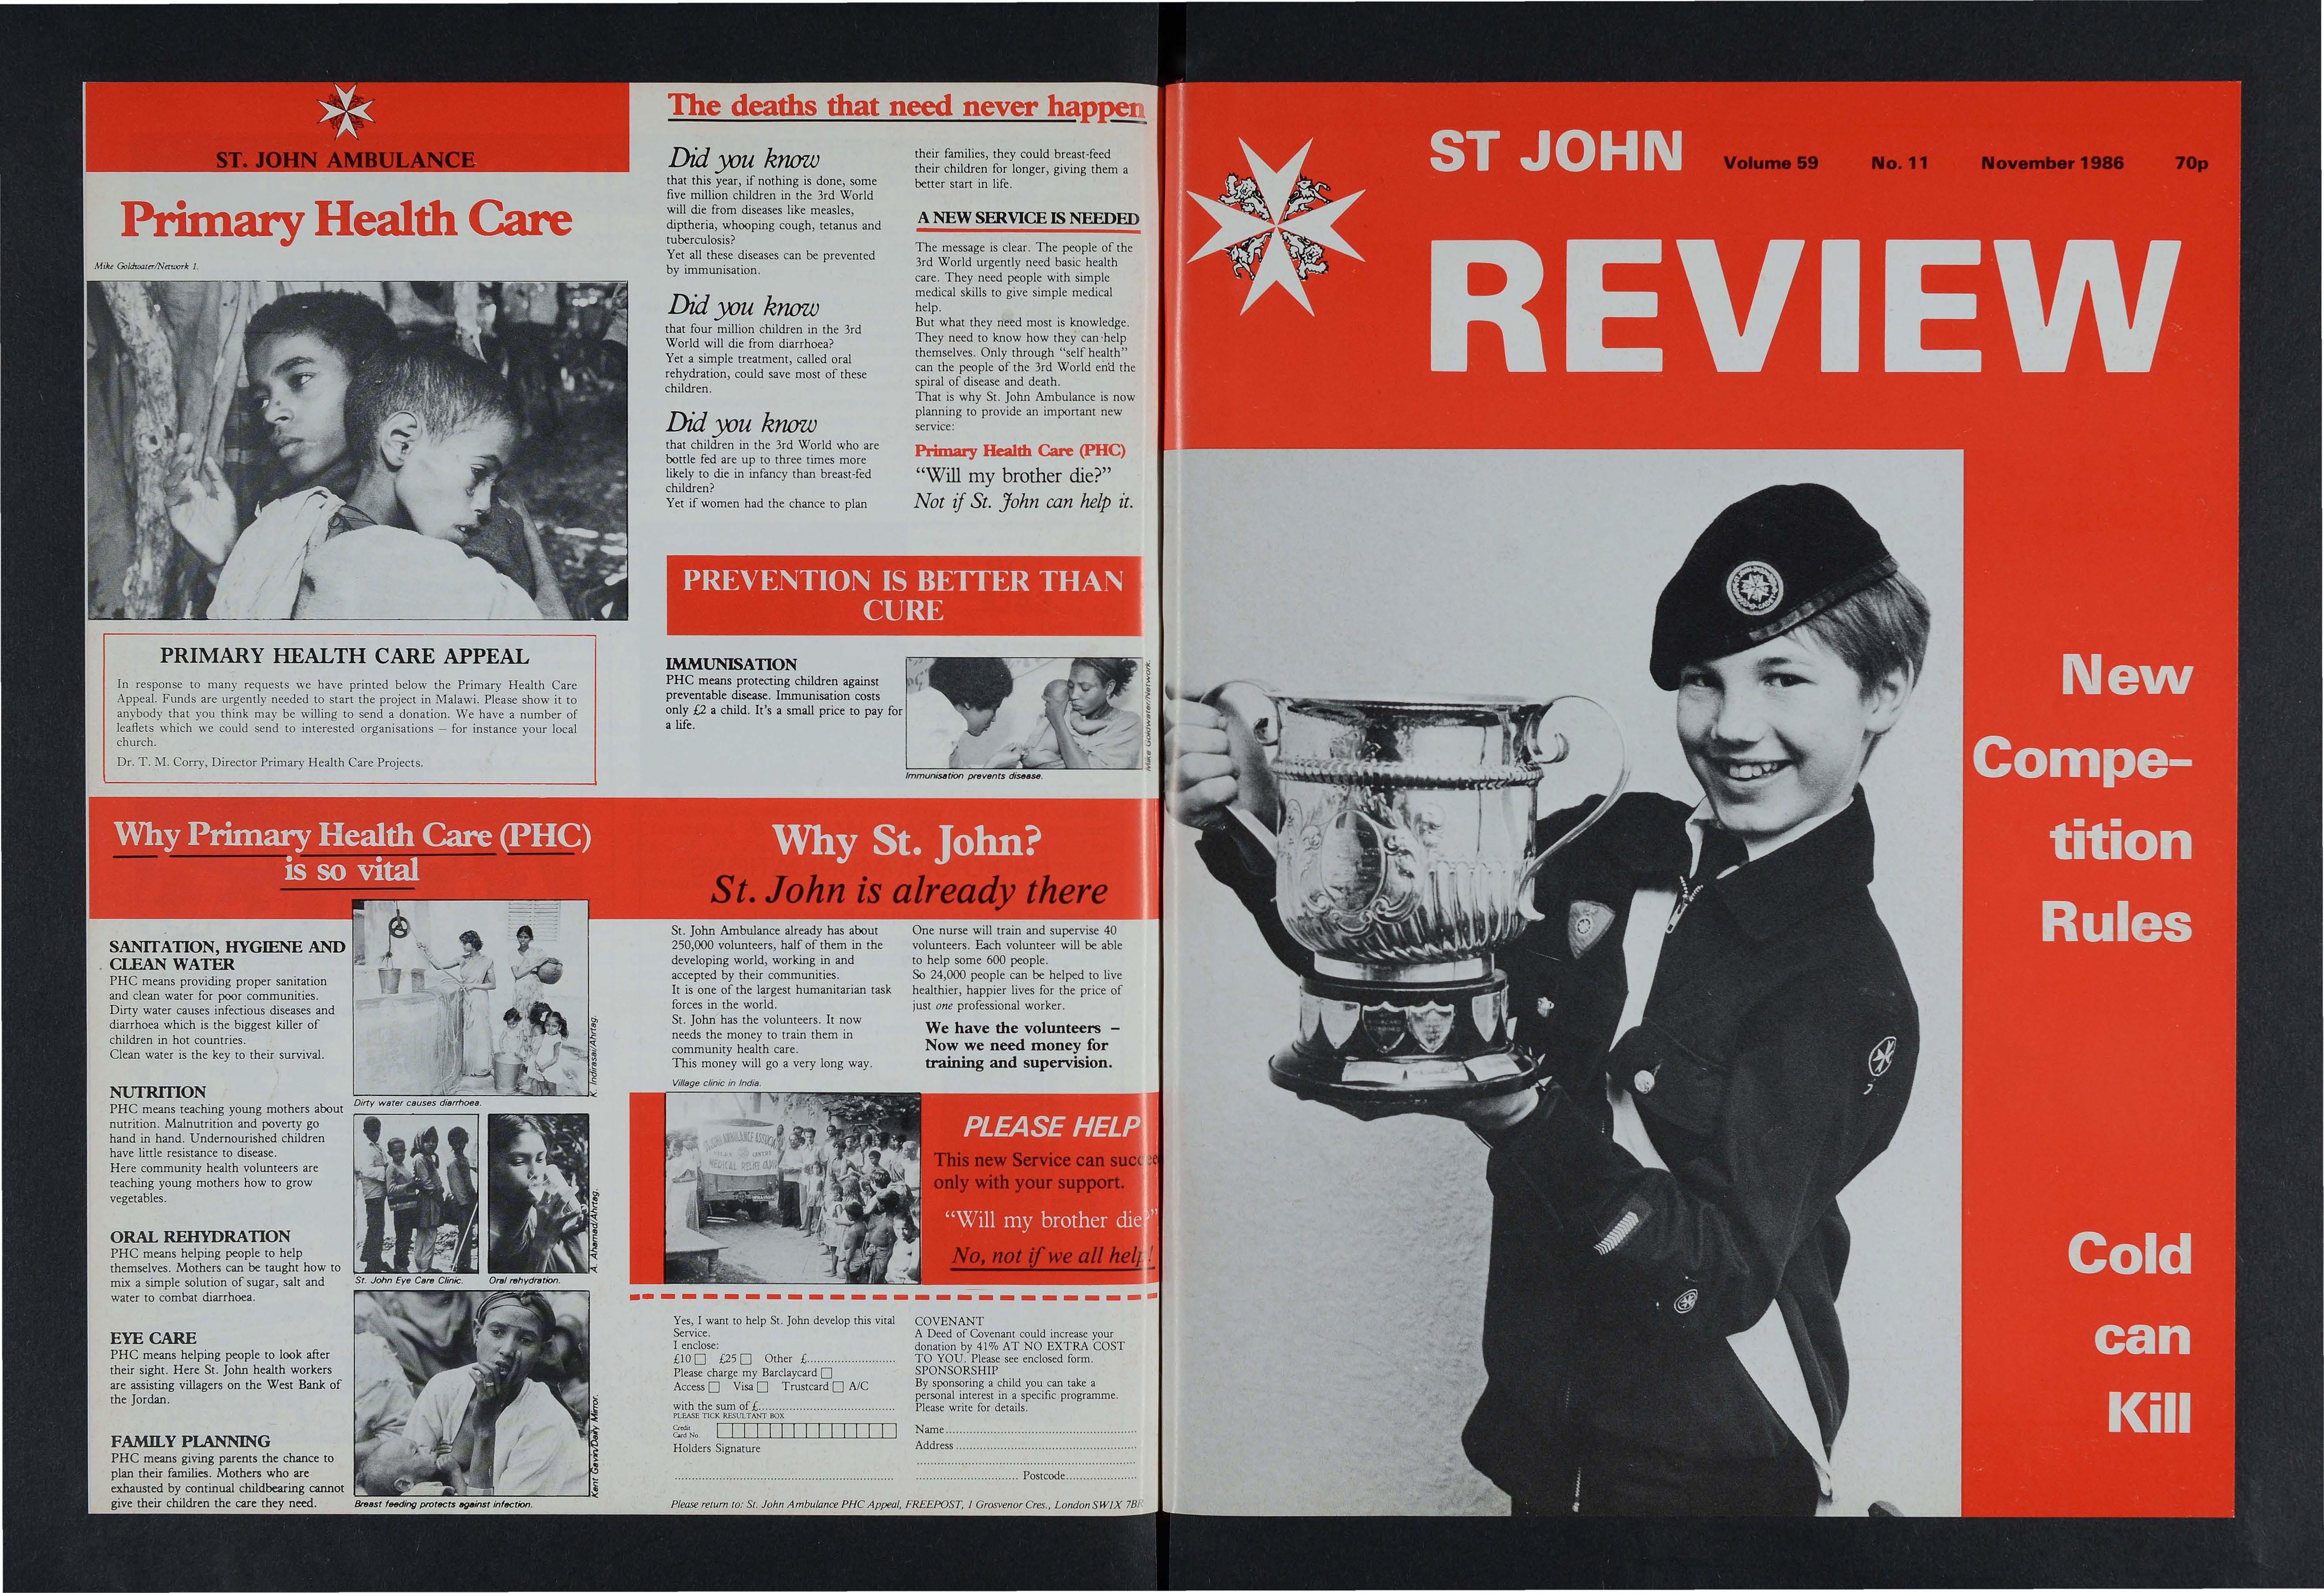 ST. JOHN AMBULANCE
Primary Health Care
Mike Goldwater/Network 1.
PRIMARY HEALTH CARE APPEAL
In response to many requests we have printed below the Primary Health Care
Appeal. Funds are urgently needed to start the project in Malawi. Please show it to
anybody that you think may be willing to send a donation. We have a number of
leaflets which we could send to interested organisations – for instance your local
church.
Dr. T. M. Corry, Director Primary Health Care Projects.
The deaths that need never happen
Did you know
that this year, if nothing is done, some
five million children in the 3rd World
will die from diseases like measles,
diptheria, whooping cough, tetanus and
tuberculosis?
Yet all these diseases can be prevented
by immunisation.
Did you know
that four million children in the 3rd
World will die from diarrhoea?
Yet a simple treatment, called oral
rehydration, could save most of these
children.
Did you know
that children in the 3rd World who are
bottle fed are up to three times more
likely to die in infancy than breast-fed
children?
Yet if women had the chance to plan
their families, they could breast-feed
their children for longer, giving them a
better start in life.
A NEW SERVICE IS NEEDED
The message is clear. The people of the
3rd World urgently need basic health
care. They need people with simple
medical skills to give simple medical
help.
But what they need most is knowledge.
They need to know how they can help
themselves. Only through "self health"
can the people of the 3rd World end the
spiral of disease and death.
That is why St. John Ambulance is now
planning to provide an important new
service:
Primary Health Care (PHC)
"Will my brother die?"
Not if St. John can help it.
PREVENTION IS BETTER THAN
CURE
IMMUNISATION
PHC means protecting children against
preventable disease. Immunisation costs
only £2 a child. It's a small price to pay for
a life.
Mike Goldwater/Network.
Immunisation prevents disease.
Why Primary Health Care (PHC)
is so vital
SANITATION, HYGIENE AND
CLEAN WATER
PHC means providing proper sanitation
and clean water for poor communities.
Dirty water causes infectious diseases and
diarrhoea which is the biggest killer of
children in hot countries.
Clean water is the key to their survival.
NUTRITION
PHC means teaching young mothers about
nutrition. Malnutrition and poverty go
hand in hand. Undernourished children
have little resistance to disease.
Here community health volunteers are
teaching young mothers how to grow
vegetables.
ORAL REHYDRATION
PHC means helping people to help
themselves. Mothers can be taught how to
mix a simple solution of sugar, salt and
water to combat diarrhoea.
EYE CARE
PHC means helping people to look after
their sight. Here St. John health workers
are assisting villagers on the West Bank of
the Jordan.
FAMILY PLANNING
PHC means giving parents the chance to
plan their families. Mothers who are
exhausted by continual childbearing cannot
give their children the care they need.
K. Indirasai/Ahrtag.
Dirty water causes diarrhoea.
A. Ahamad/Ahrtag.
St. John Eye Care Clinic.
Oral rehydration.
Kent Gavin/Daily Mirror.
Breast feeding protects against infection.
Why St. John?
St. John is already there
St. John Ambulance already has about
250,000 volunteers, half of them in the
developing world, working in and
accepted by their communities.
It is one of the largest humanitarian task
forces in the world.
St. John has the volunteers. It now
needs the money to train them in
community health care.
This money will go a very long way.
One nurse will train and supervise 40
volunteers. Each volunteer will be able
to help some 600 people.
So 24,000 people can be helped to live
healthier, happier lives for the price of
just one professional worker.
We have the volunteers –
Now we need money for
training and supervision.
Village clinic in India.
ST. JOHN AMBULANCE ASSOCIA
CENTRE
MEDICAL RELIEF
PLEASE HELP
This new Service can succee
only with your support.
"Will my brother die?"
No, not if we all help!
Yes, I want to help St. John develop this vital
Service.
I enclose:
£10 £25 Other £
Please charge my Barclaycard
Access Visa Trustcard A/C
with the sum of £
PLEASE TICK RESULTANT BOX
Credit
Card No.
Holders Signature
COVENANT
A Deed of Covenant could increase your
donation by 41% AT NO EXTRA COST
TO YOU. Please see enclosed form.
SPONSORSHIP
By sponsoring a child you can take a
personal interest in a specific programme.
Please write for details.
Name
Address
Postcode
Please return to: St. John Ambulance PHC Appeal, FREEPOST, 1 Grosvenor Cres., London SW1X 7BR
ST JOHN
Volume 59 No. 11 November 1986 70p
REVIEW
New
Compe-
tition
Rules
Cold
can
Kill